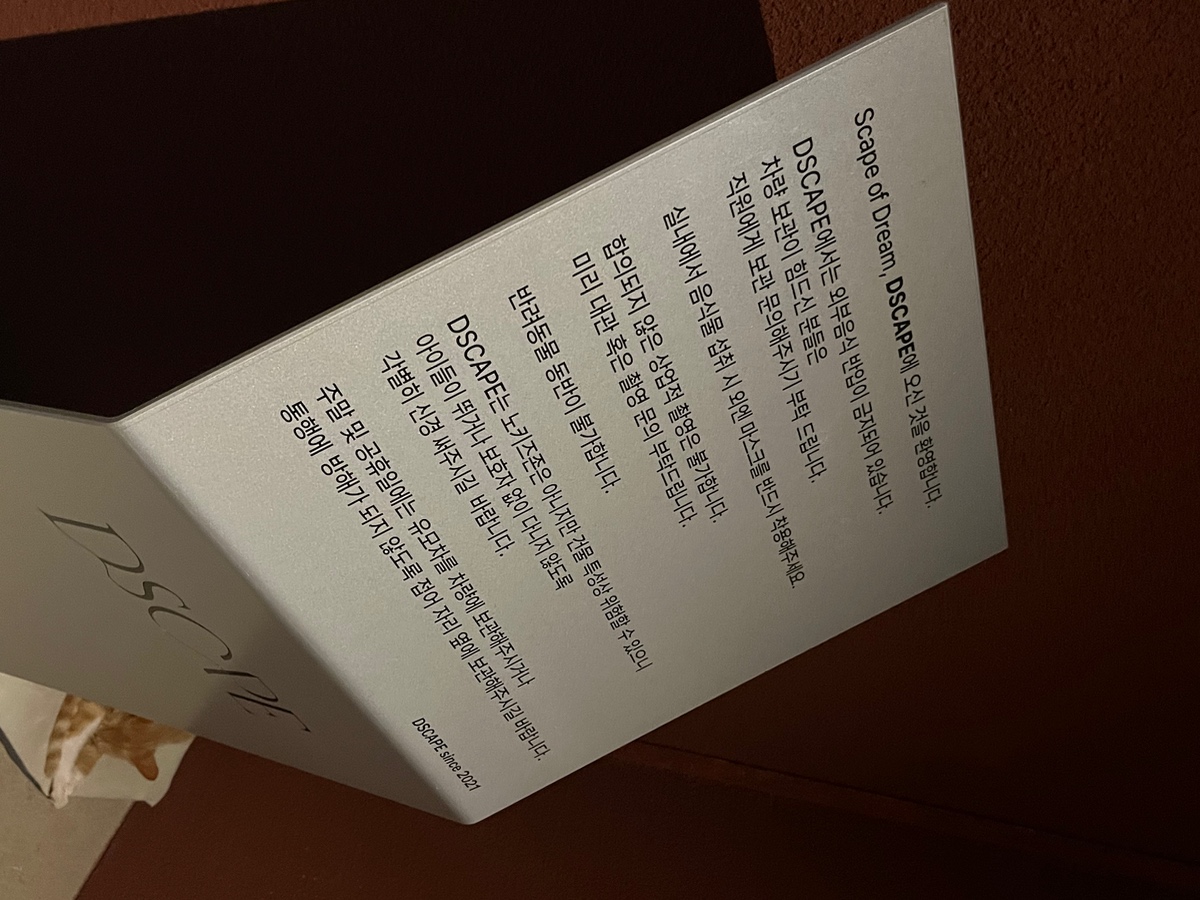 Scape of Dream, DSCAPE에 오신 것을 환영합니다.
DSCAPE에서는 외부음식 반입이 금지되어 있습니다.
차량 보관이 힘드신 분들은
직원에게 보관 문의해주시기 부탁 드립니다.
실내에서 음식물 섭취 시 외엔 마스크를 반드시 착용해주세요.
합의되지 않은 상업적 촬영은 불가합니다.
미리 대관 혹은 촬영 문의 부탁드립니다.
반려동물 동반이 불가합니다.
DSCAPE는 노키즈존은 아니지만 건물 특성상 위험할 수 있으니
아이들이 뛰거나 보호자 없이 다니지 않도록
각별히 신경 써주시길 바랍니다.
주말 및 공휴일에는 유모차를 차량에 보관해주시거나
통행에 방해가 되지 않도록 접어 자리 옆에 보관해주시길 바랍니다.
DSCAPE since 2021
DSCPE